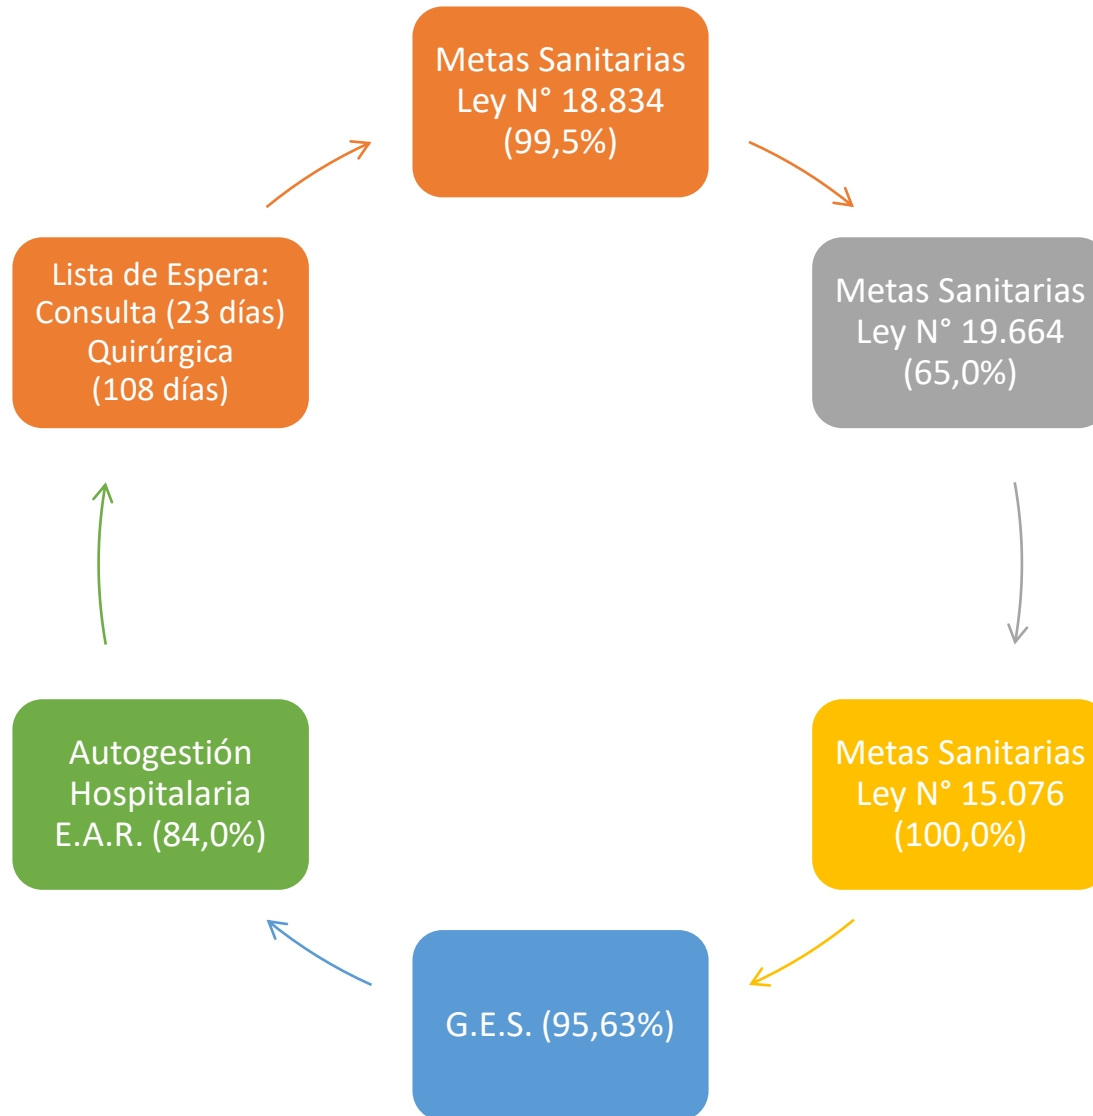 Metas Sanitarias
Ley N° 18.834
(99,5%)
Metas Sanitarias
Ley N° 19.664
(65,0%)
Metas Sanitarias
Ley N° 15.076
(100,0%)
G.E.S. (95,63%)
Autogestión
Hospitalaria
E.A.R. (84,0%)
Lista de Espera:
Consulta (23 días)
Quirúrgica
(108 días)